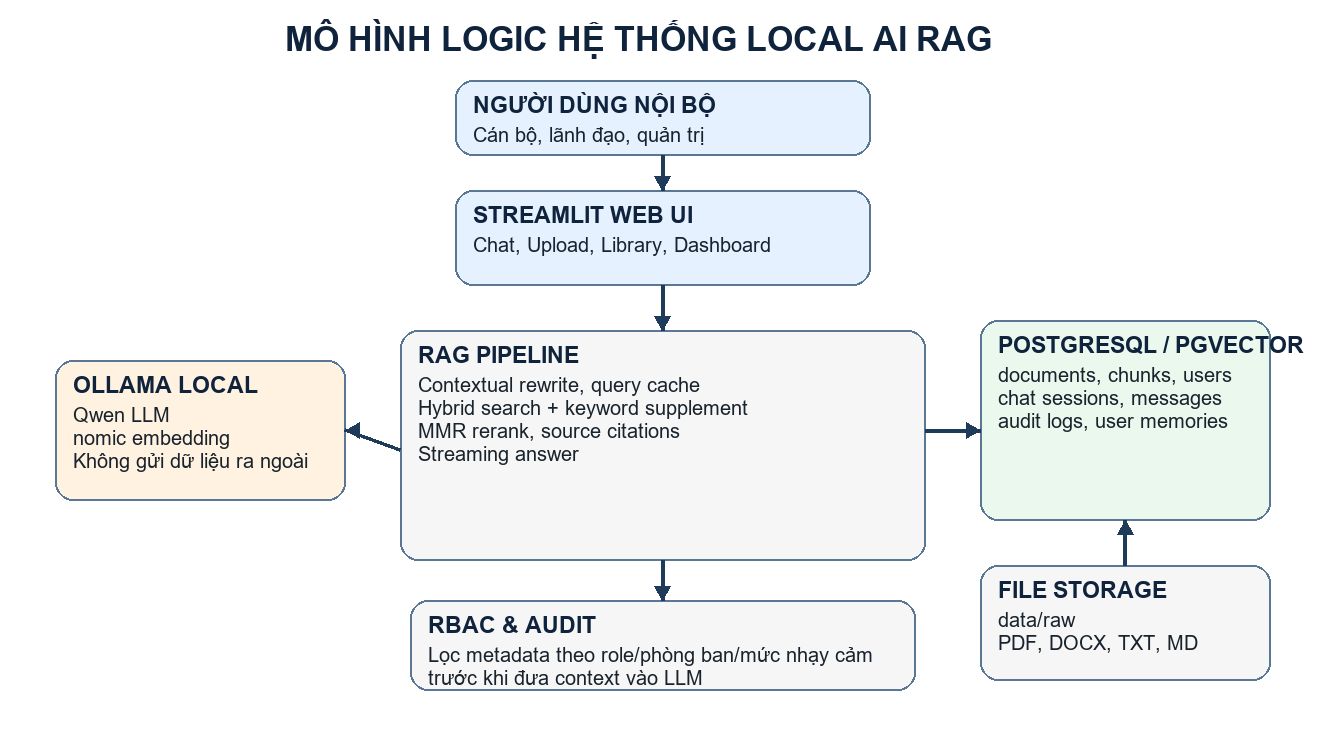 MÔ HÌNH LOGIC HỆ THỐNG LOCAL AI RAG
NGƯỜI DÙNG NỘI BỘ
Cán bộ, lãnh đạo, quản trị
STREAMLIT WEB UI
Chat, Upload, Library, Dashboard
RAG PIPELINE
Contextual rewrite, query cache
Hybrid search + keyword supplement
MMR rerank, source citations
Streaming answer
OLLAMA LOCAL
Qwen LLM
nomic embedding
Không gửi dữ liệu ra ngoài
POSTGRESQL / PGVECTOR
documents, chunks, users
chat sessions, messages
audit logs, user memories
RBAC & AUDIT
Lọc metadata theo role/phòng ban/mức nhạy cảm
trước khi đưa context vào LLM
FILE STORAGE
data/raw
PDF, DOCX, TXT, MD